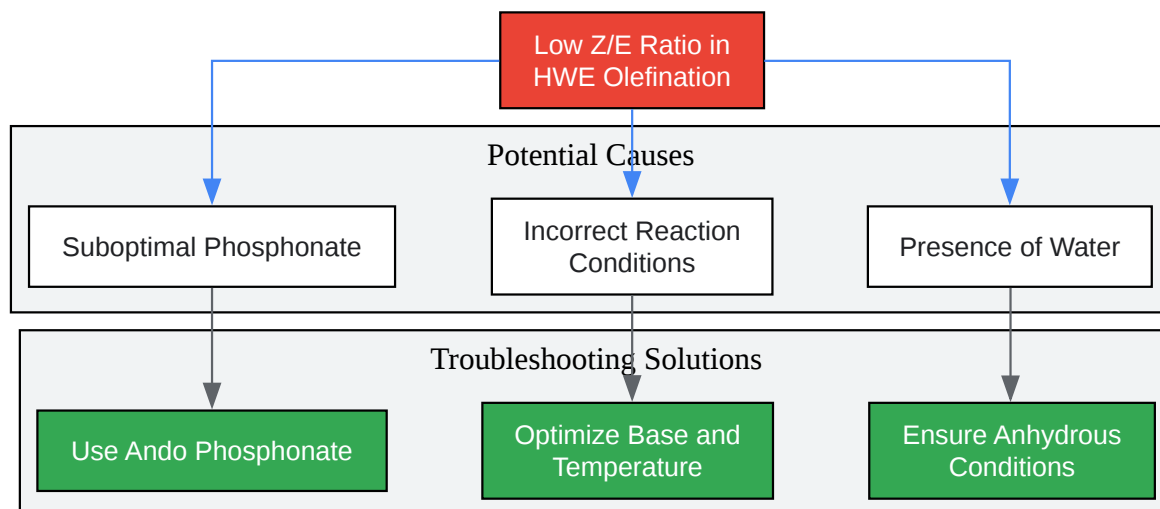 Low Z/E Ratio in
HWE Olefination
Potential Causes
Suboptimal Phosphonate
Incorrect Reaction
Conditions
Presence of Water
Troubleshooting Solutions
Use Ando Phosphonate
Optimize Base and
Temperature
Ensure Anhydrous
Conditions